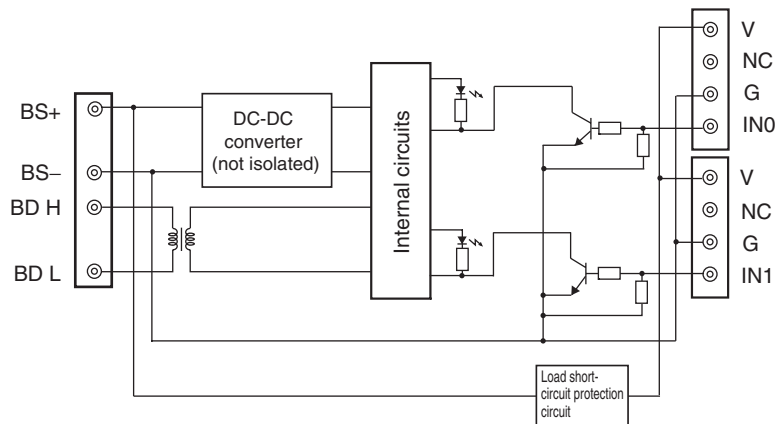 BS+
BS–
BD H
BD L
DC-DC
converter
(not isolated)
Internal circuits
V
NC
G
IN0
V
NC
G
IN1
Load short-
circuit protection
circuit